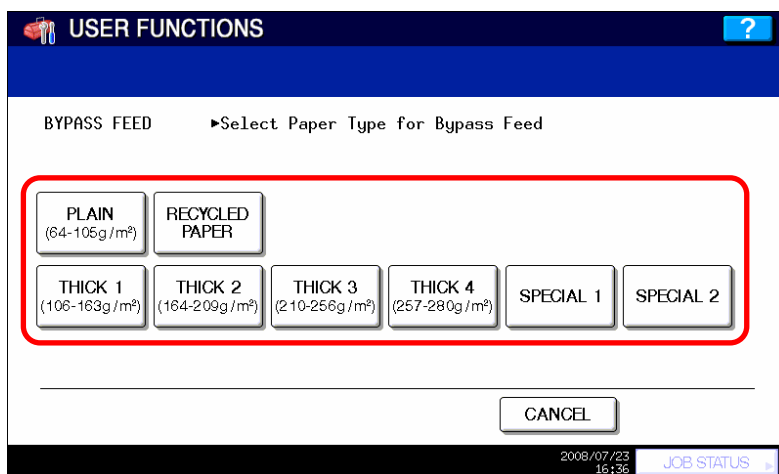 USER FUNCTIONS
?
BYPASS FEED ►Select Paper Type for Bypass Feed
PLAIN
(64-105g/m²)
RECYCLED
PAPER
THICK 1
(106-163g/m²)
THICK 2
(164-209g/m²)
THICK 3
(210-256g/m²)
THICK 4
(257-280g/m²)
SPECIAL 1
SPECIAL 2
CANCEL
2008/07/23
16:36
JOB STATUS